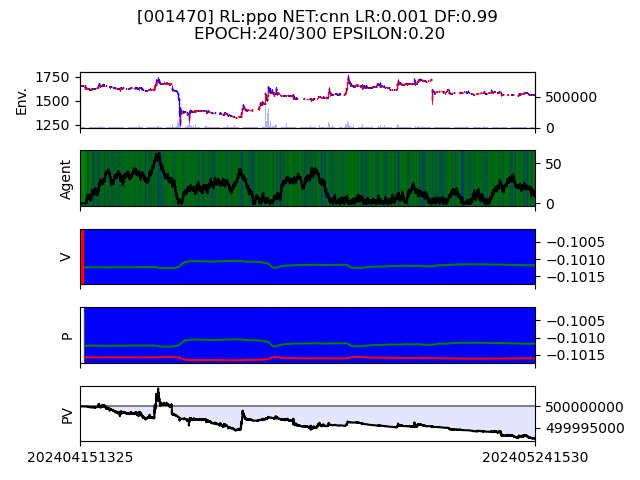 [001470] RL:ppo NET:cnn LR:0.001 DF:0.99
EPOCH:240/300 EPSILON:0.20
Env.
1750
1500
1250
500000
0
Agent
50
0
V
−0.1005
−0.1010
−0.1015
P
−0.1005
−0.1010
−0.1015
PV
500000000
499995000
202404151325
202405241530